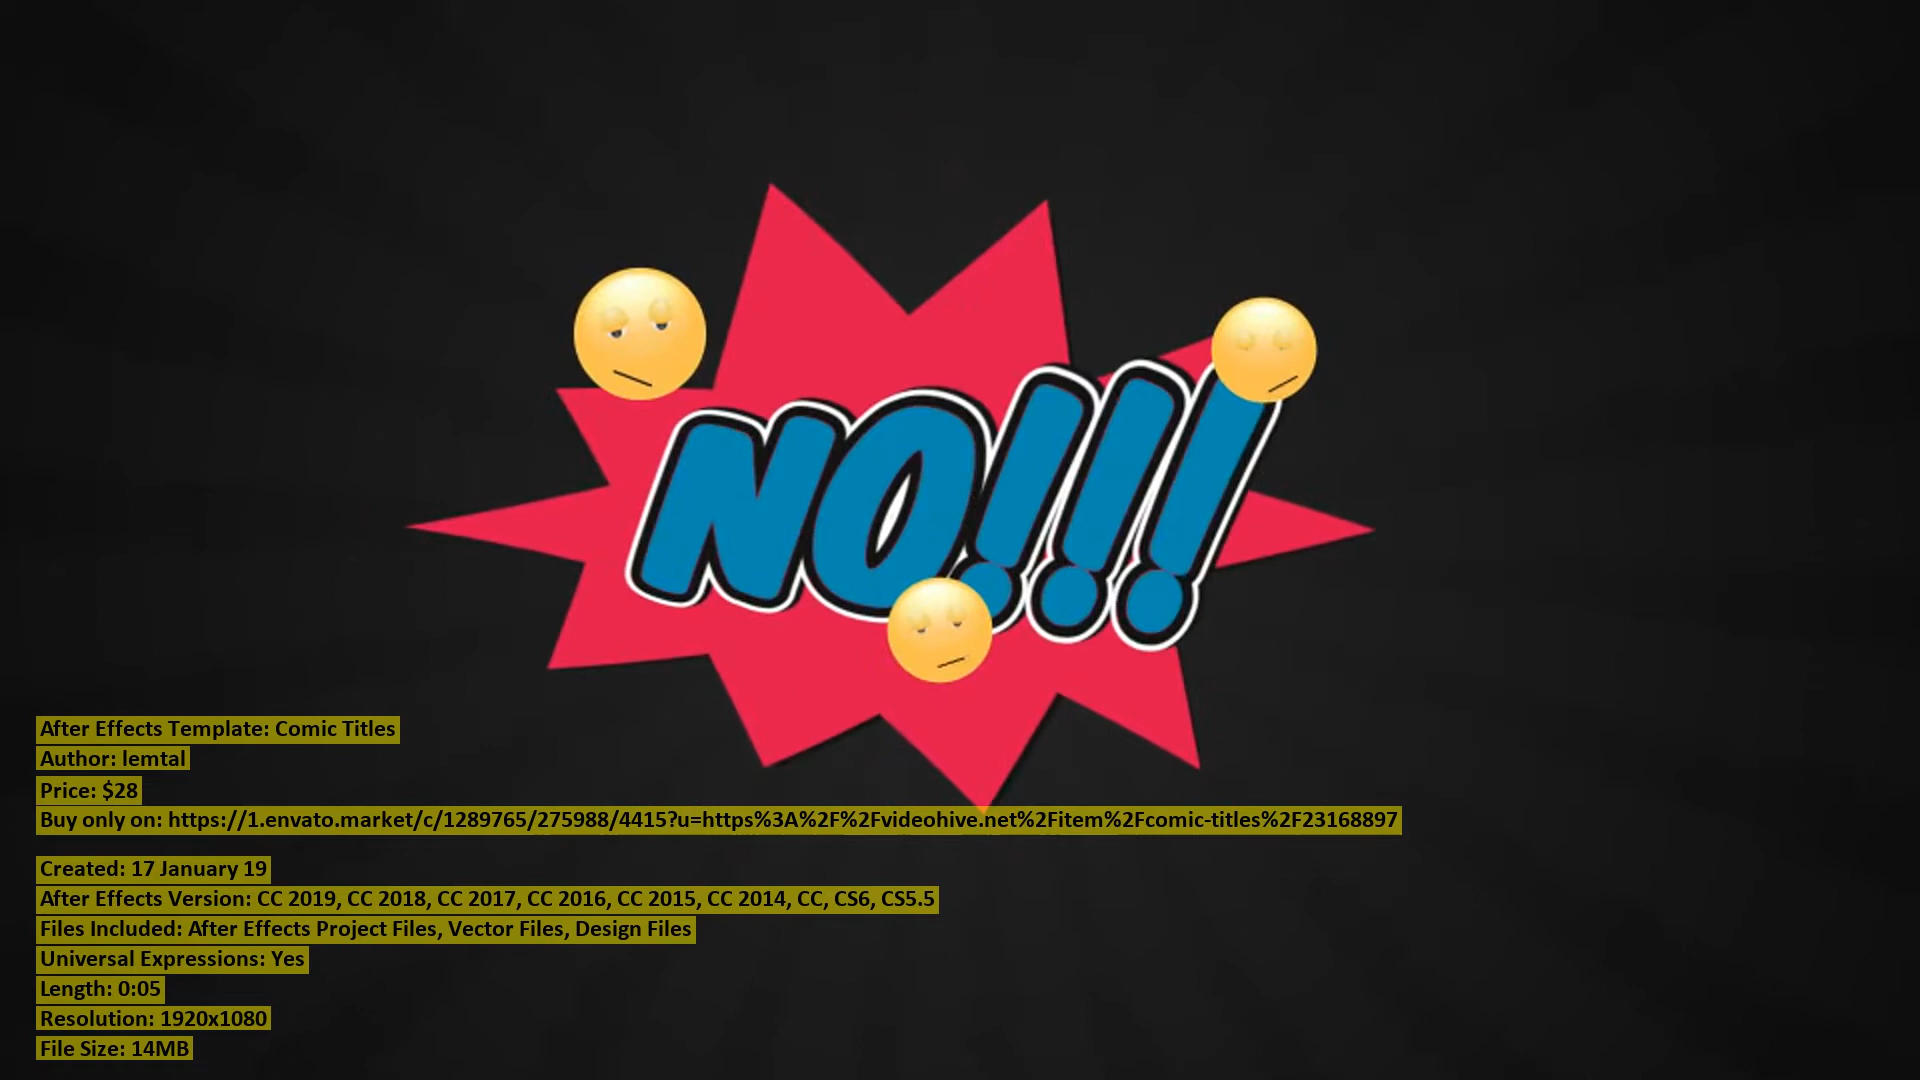 NO!!!
After Effects Template: Comic Titles
Author: lemtal
Price: $28
Buy only on: https://1.envato.market/c/1289765/275988/4415?u=https%3A%2F%2Fvideohive.net%2Fitem%2Fcomic-titles%2F23168897
Created: 17 January 19
After Effects Version: CC 2019, CC 2018, CC 2017, CC 2016, CC 2015, CC 2014, CC, CS6, CS5.5
Files Included: After Effects Project Files, Vector Files, Design Files
Universal Expressions: Yes
Length: 0:05
Resolution: 1920x1080
File Size: 14MB